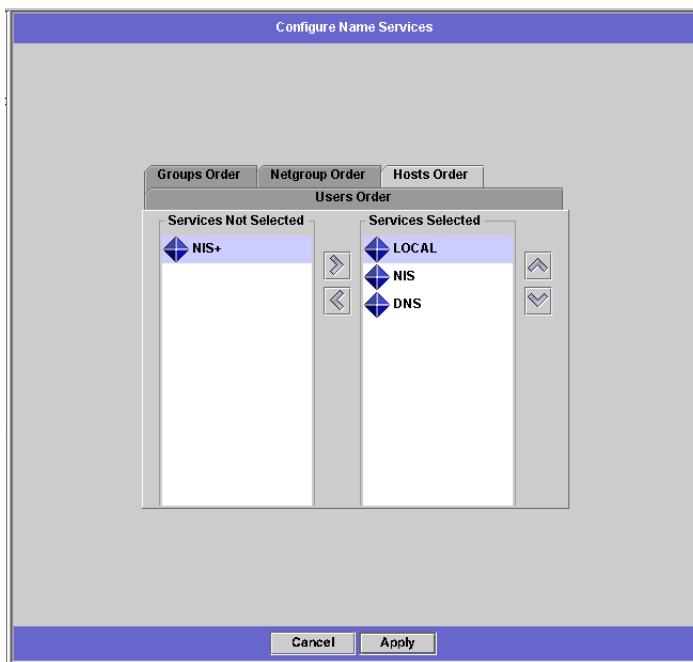 Configure Name Services
Groups Order Netgroup Order Hosts Order
Users Order
Services Not Selected Services Selected
NIS+ LOCAL
NIS
DNS
Cancel Apply